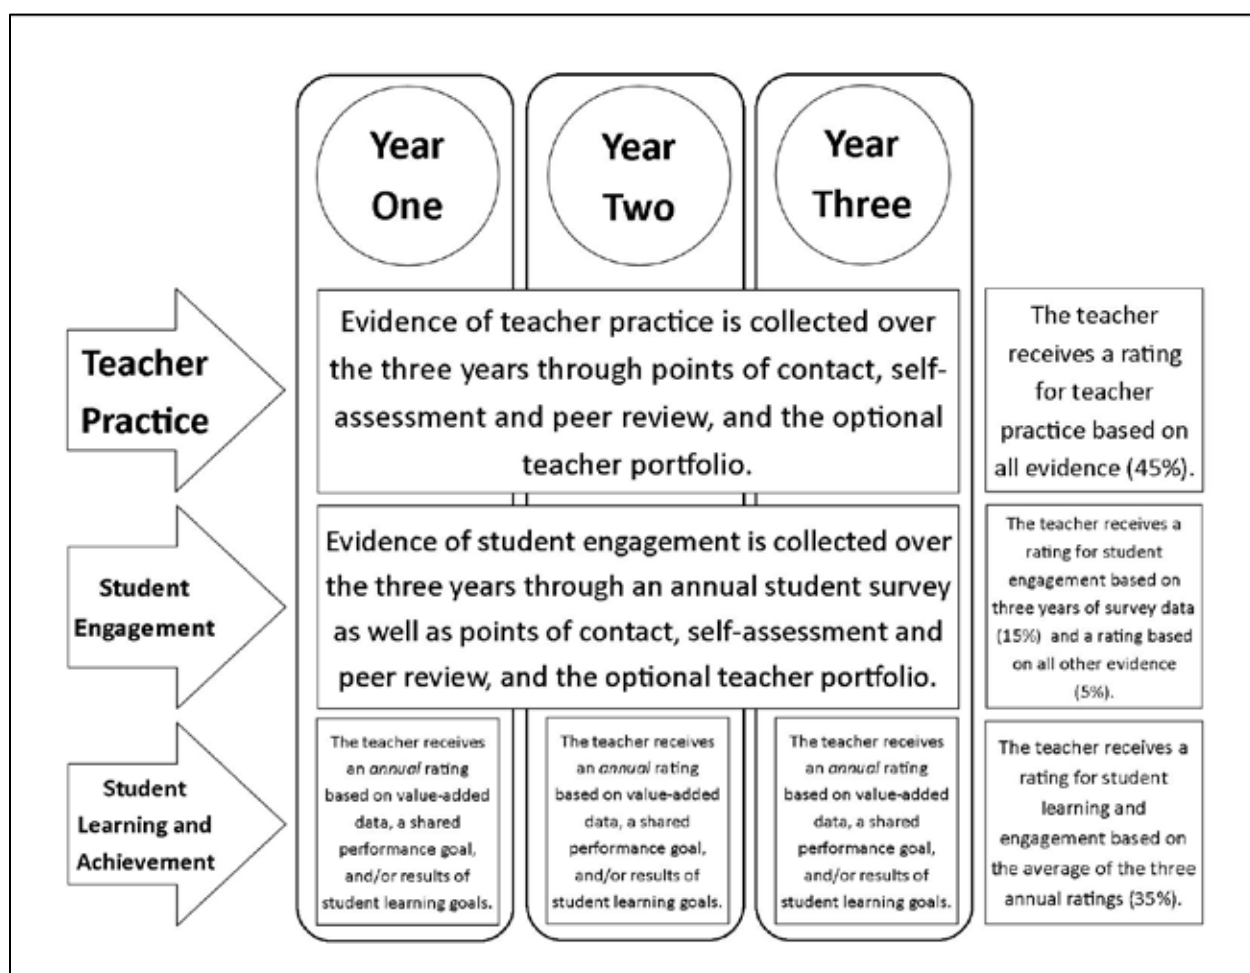 Year
One
Year
Two
Year
Three
Teacher
Practice
Evidence of teacher practice is collected over
the three years through points of contact, self-
assessment and peer review, and the optional
teacher portfolio.
The teacher
receives a rating
for teacher
practice based on
all evidence (45%).
Student
Engagement
Evidence of student engagement is collected over
the three years through an annual student survey
as well as points of contact, self-assessment and
peer review, and the optional teacher portfolio.
The teacher receives a
rating for student
engagement based on
three years of survey data
(15%) and a rating based
on all other evidence
(5%).
Student
Learning and
Achievement
The teacher receives
an annual rating
based on value-added
data, a shared
performance goal,
and/or results of
student learning goals.
The teacher receives
an annual rating
based on value-added
data, a shared
performance goal,
and/or results of
student learning goals.
The teacher receives
an annual rating
based on value-added
data, a shared
performance goal,
and/or results of
student learning goals.
The teacher receives a
rating for student
learning and
engagement based on
the average of the three
annual ratings (35%).